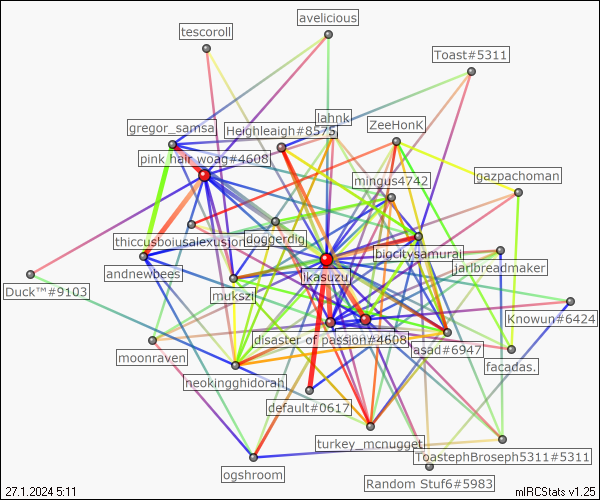 avelicious
tescoroll
Toast#5311
lahnk
gregor_samsa
Heighleaigh#8575
ZeeHonK
pink hair woag#4608
mingus4742
gazpachoman
thiccusboiusalexusjon
doggerdig
bigcitysamurai
andnewbees
ikasuzu
jarlbreadmaker
Duck™#9103
mukszi
Knowun#6424
disaster of passion#4608
asad#6947
moonraven
facadas.
neokingghidorah
default#0617
turkey_mcnugget
ToastephBroseph5311#5311
ogshroom
Random Stuf6#5983
27.1.2024 5:11
mIRCStats v1.25